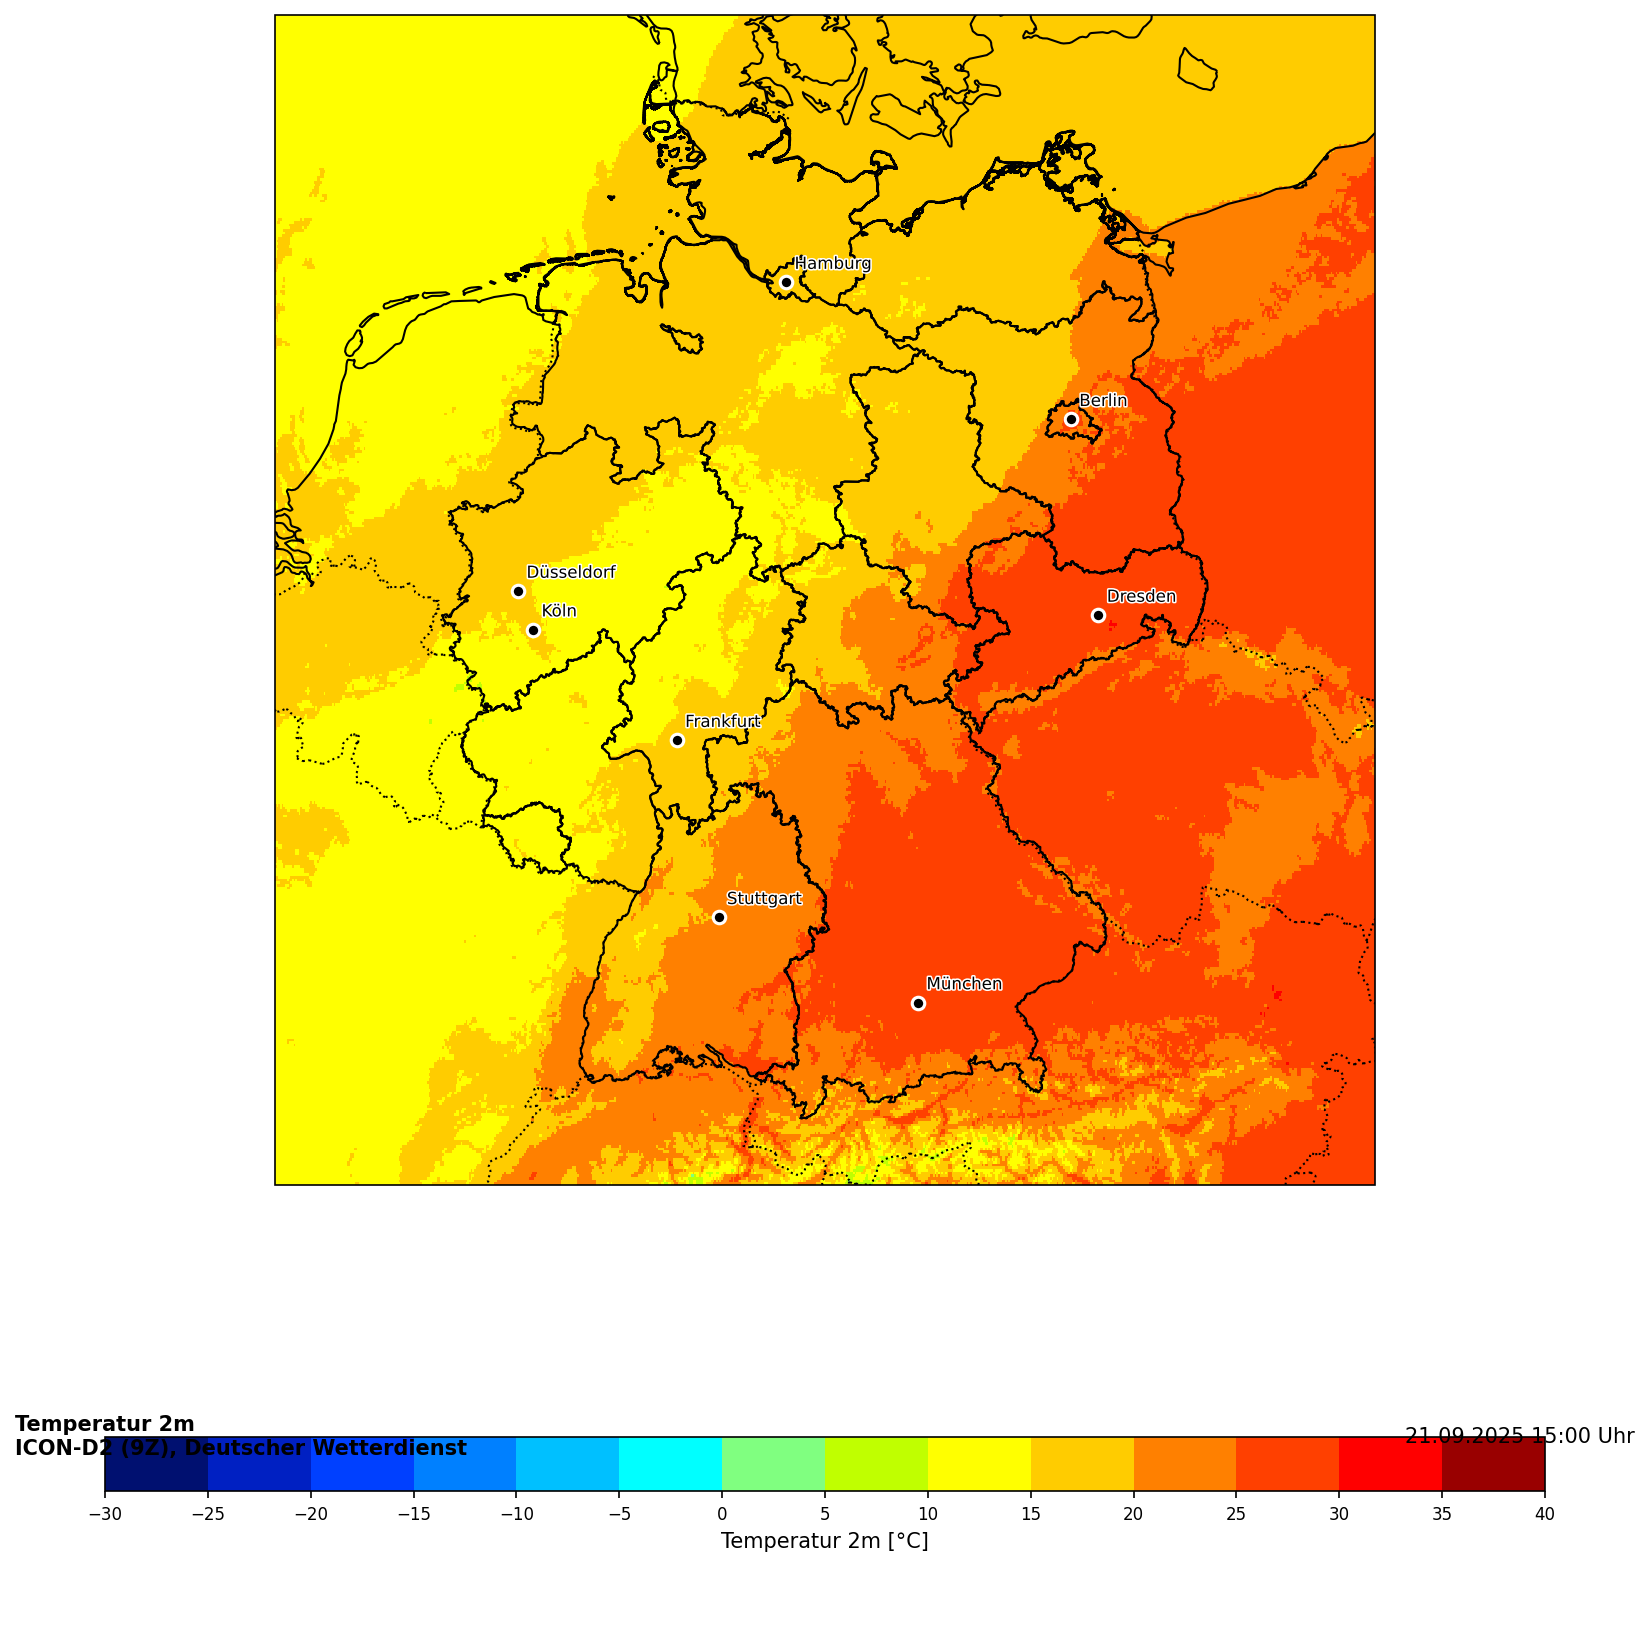 Hamburg
Berlin
Düsseldorf
Dresden
Köln
Frankfurt
Stuttgart
München
Temperatur 2m
ICON-D2 (9Z), Deutscher Wetterdienst
21.09.2025 15:00 Uhr
−30 −25 −20 −15 −10 −5 0 5 10 15 20 25 30 35 40
Temperatur 2m [°C]